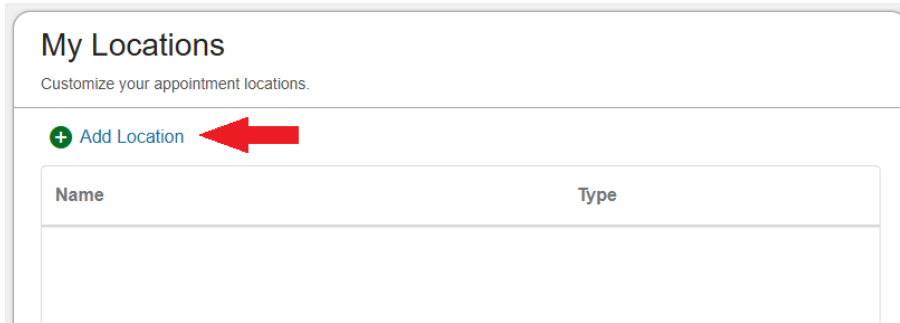 My Locations
Customize your appointment locations.
Add Location
Name Type